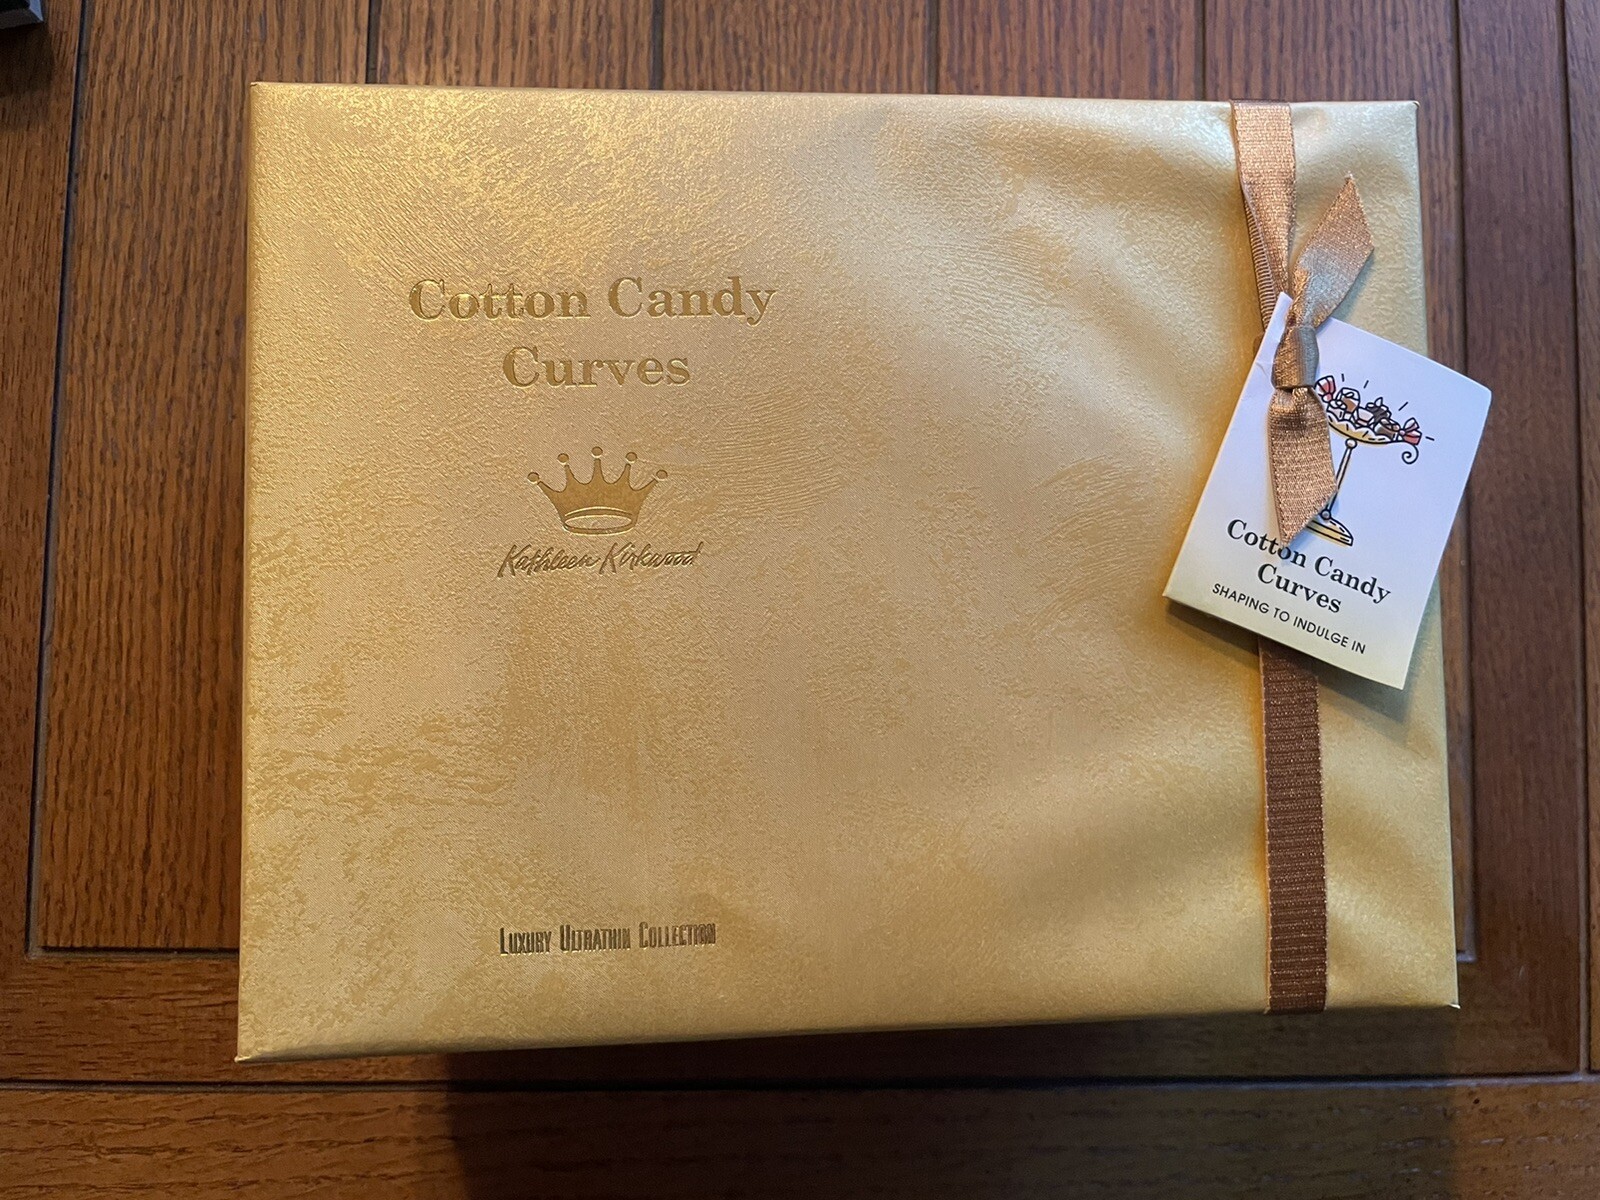 Cotton Candy
Curves
Kathleen Kirkwood
Luxury Ultrathin Collection
Cotton Candy
Curves
SHAPING TO INDULGE IN